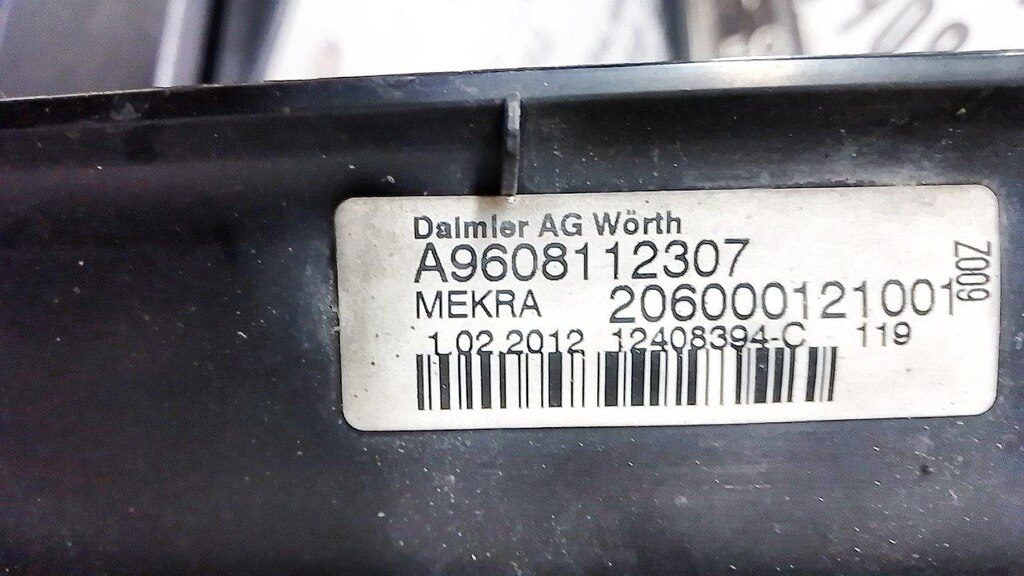 Daimler AG Wörth
A9608112307
MEKRA 206000121001
1.02.2012 12408394-C 119
Z009